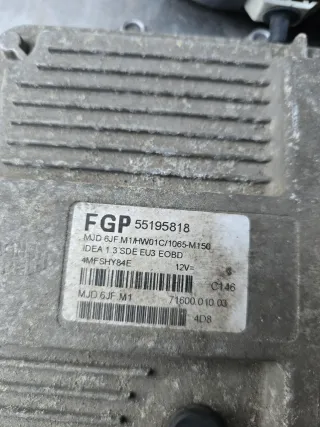 FGP 55195818
MJD 6JF.M1/HW01C/1065-M150
IDEA 1.3 SDE EU3 EOBD
4MFSHY84E 12V=
C146
MJD 6JF.M1 71600.010.03
4D8